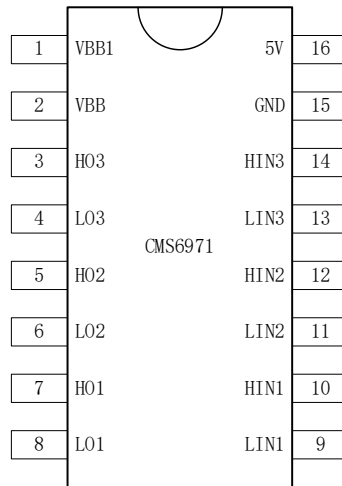 1 VBB1 5V 16
2 VBB GND 15
3 HO3 HIN3 14
4 LO3 LIN3 13
CMS6971
5 HO2 HIN2 12
6 LO2 LIN2 11
7 HO1 HIN1 10
8 LO1 LIN1 9